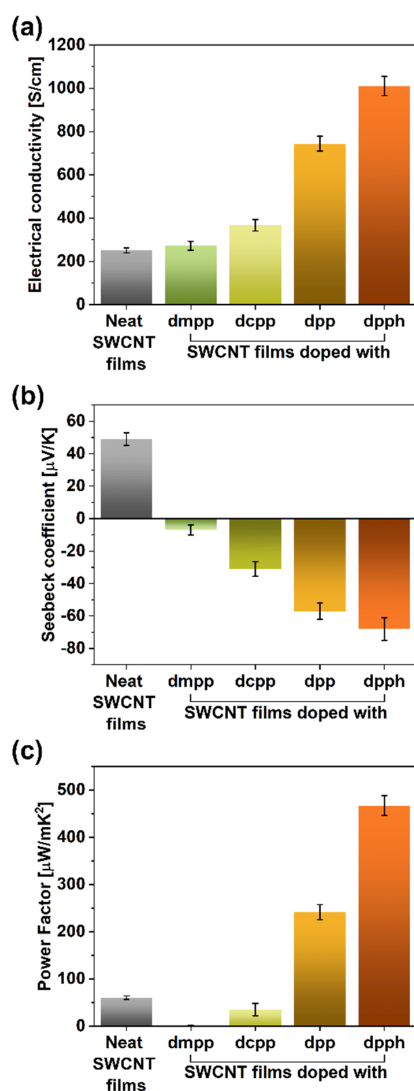 (a)
Electrical conductivity [S/cm]
1200
1000
800
600
400
200
0
Neat
SWCNT
films
dmpp dcpp dpp dpph
SWCNT films doped with
(b)
Seebeck coefficient [μV/K]
60
40
20
0
-20
-40
-60
-80
Neat
SWCNT
films
dmpp dcpp dpp dpph
SWCNT films doped with
(c)
Power Factor [μW/mK²]
500
400
300
200
100
0
Neat
SWCNT
films
dmpp dcpp dpp dpph
SWCNT films doped with